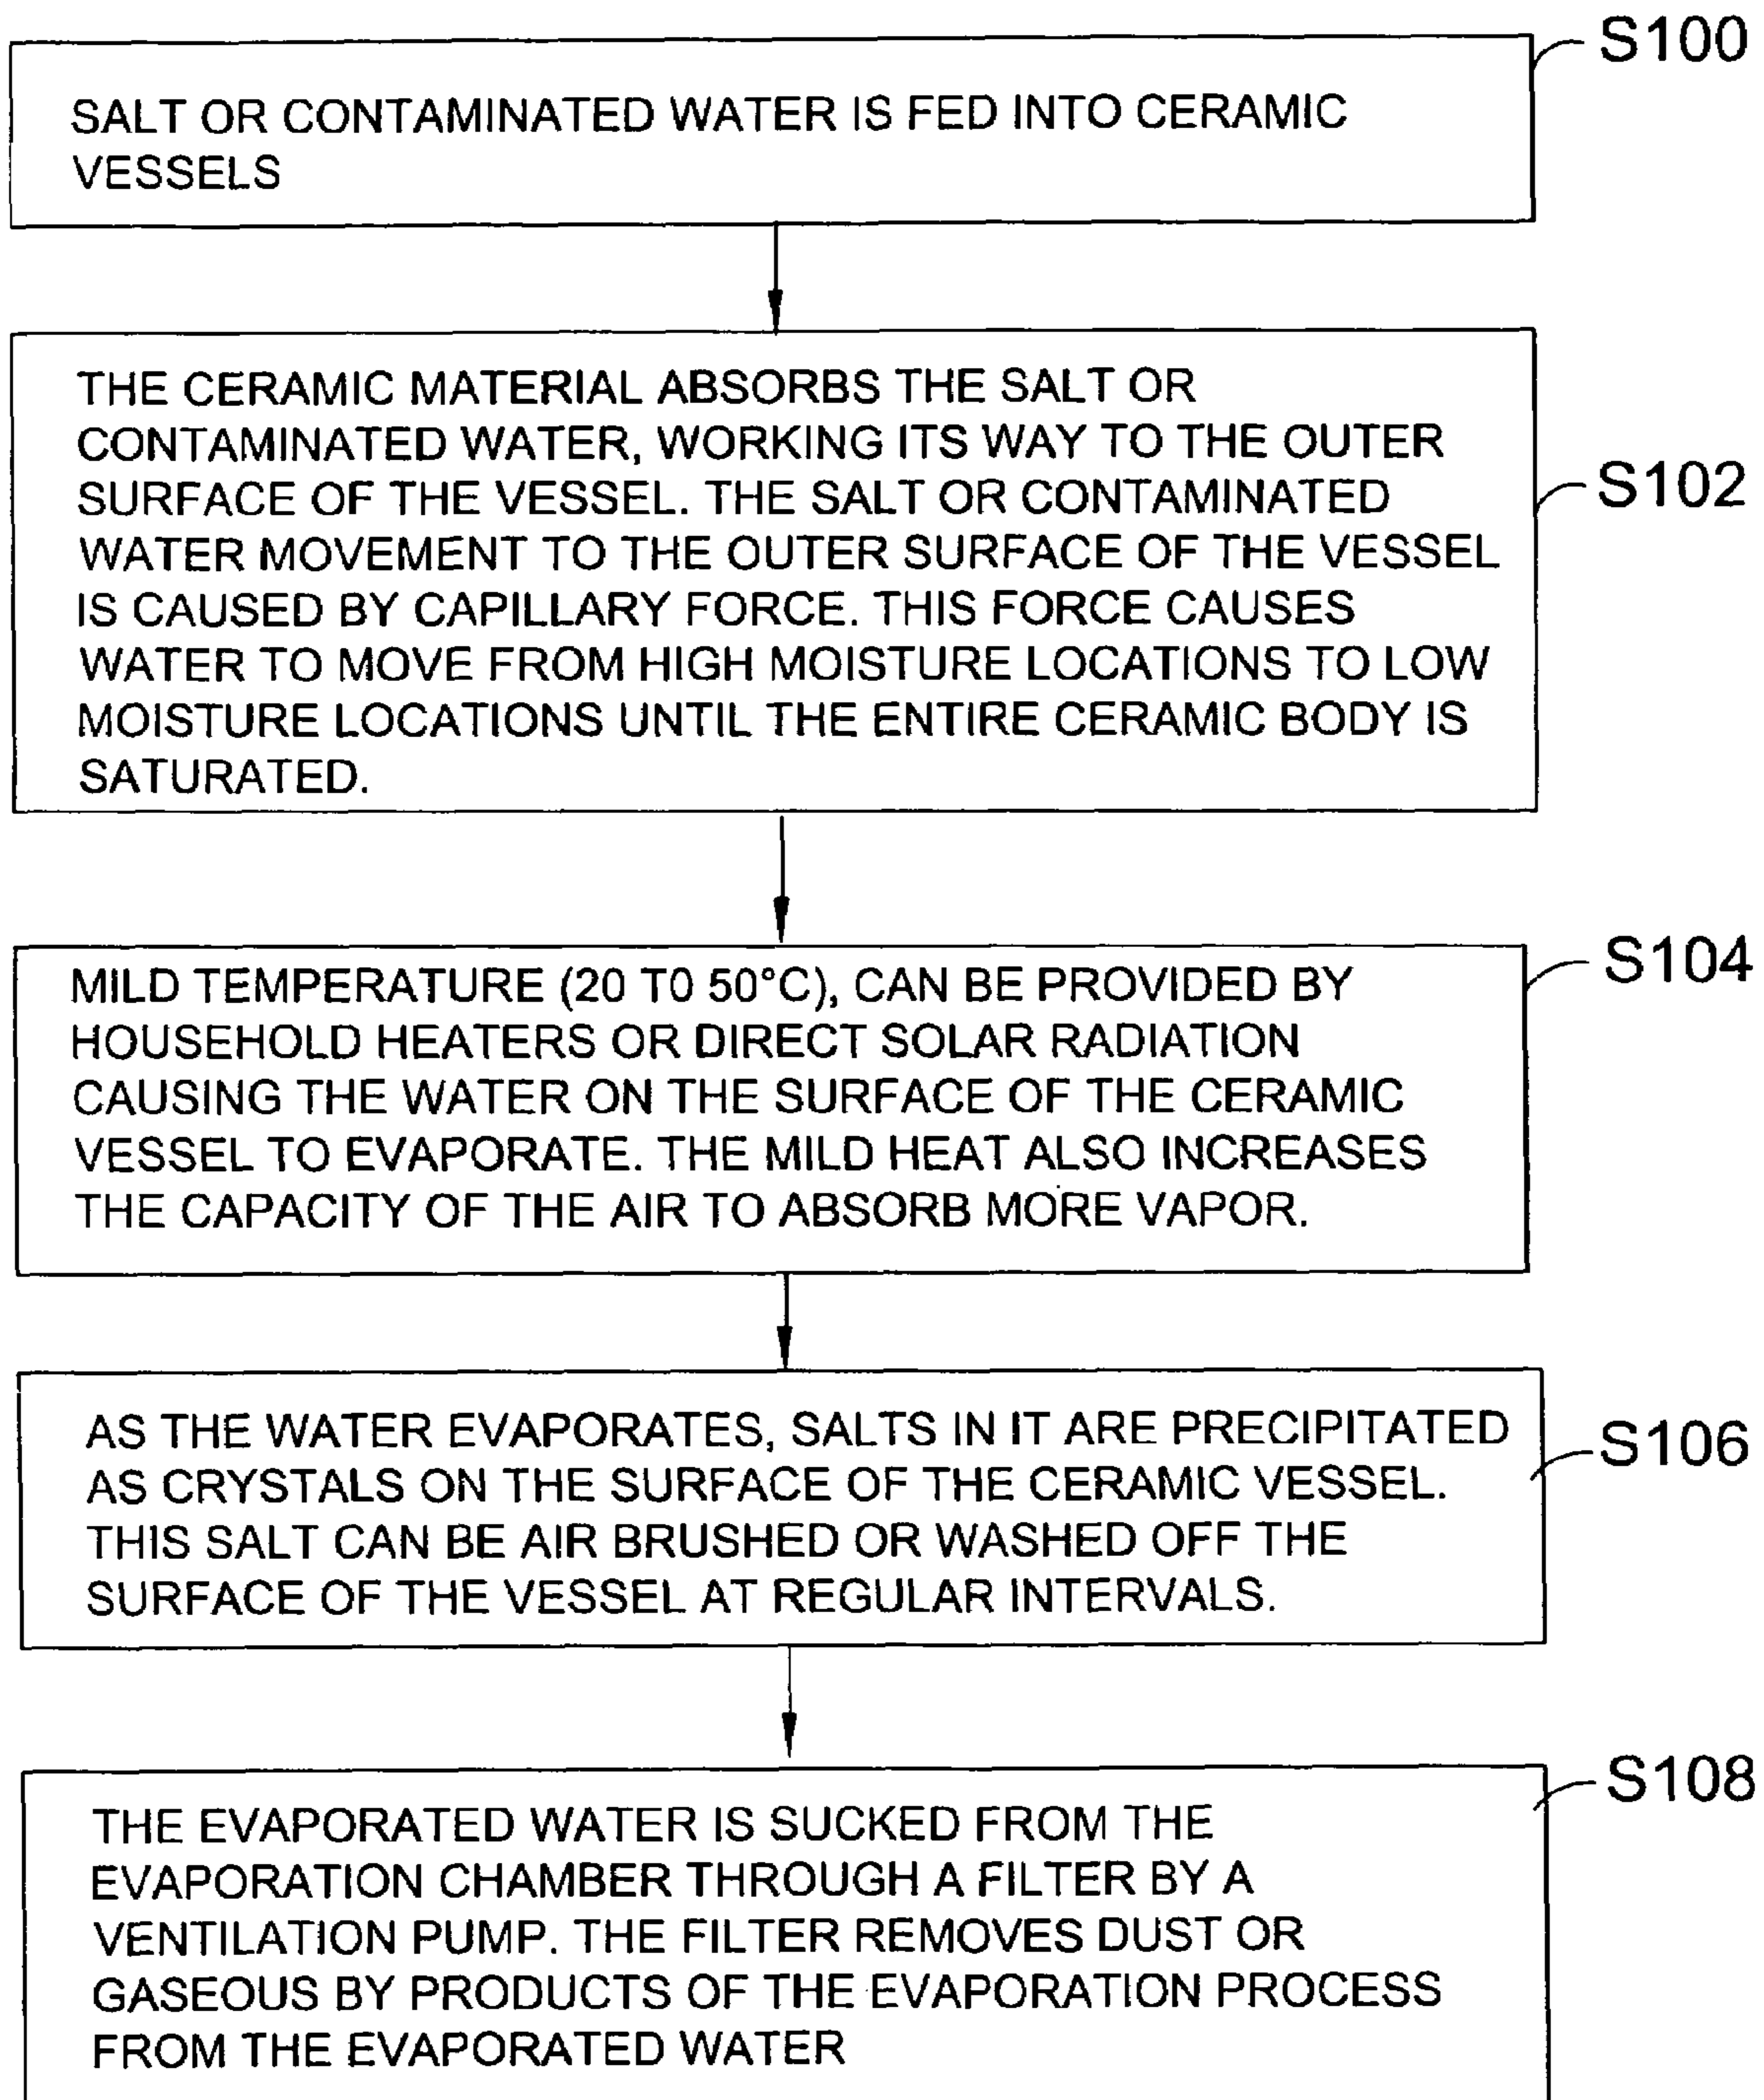 S100
SALT OR CONTAMINATED WATER IS FED INTO CERAMIC
VESSELS
THE CERAMIC MATERIAL ABSORBS THE SALT OR
CONTAMINATED WATER, WORKING ITS WAY TO THE OUTER
SURFACE OF THE VESSEL. THE SALT OR CONTAMINATED
WATER MOVEMENT TO THE OUTER SURFACE OF THE VESSEL
IS CAUSED BY CAPILLARY FORCE. THIS FORCE CAUSES
WATER TO MOVE FROM HIGH MOISTURE LOCATIONS TO LOW
MOISTURE LOCATIONS UNTIL THE ENTIRE CERAMIC BODY IS
SATURATED.
S102
S104
MILD TEMPERATURE (20 T0 50°C), CAN BE PROVIDED BY
HOUSEHOLD HEATERS OR DIRECT SOLAR RADIATION
CAUSING THE WATER ON THE SURFACE OF THE CERAMIC
VESSEL TO EVAPORATE. THE MILD HEAT ALSO INCREASES
THE CAPACITY OF THE AIR TO ABSORB MORE VAPOR.
AS THE WATER EVAPORATES, SALTS IN IT ARE PRECIPITATED
AS CRYSTALS ON THE SURFACE OF THE CERAMIC VESSEL.
THIS SALT CAN BE AIR BRUSHED OR WASHED OFF THE
SURFACE OF THE VESSEL AT REGULAR INTERVALS.
S106
S108
THE EVAPORATED WATER IS SUCKED FROM THE
EVAPORATION CHAMBER THROUGH A FILTER BY A
VENTILATION PUMP. THE FILTER REMOVES DUST OR
GASEOUS BY PRODUCTS OF THE EVAPORATION PROCESS
FROM THE EVAPORATED WATER